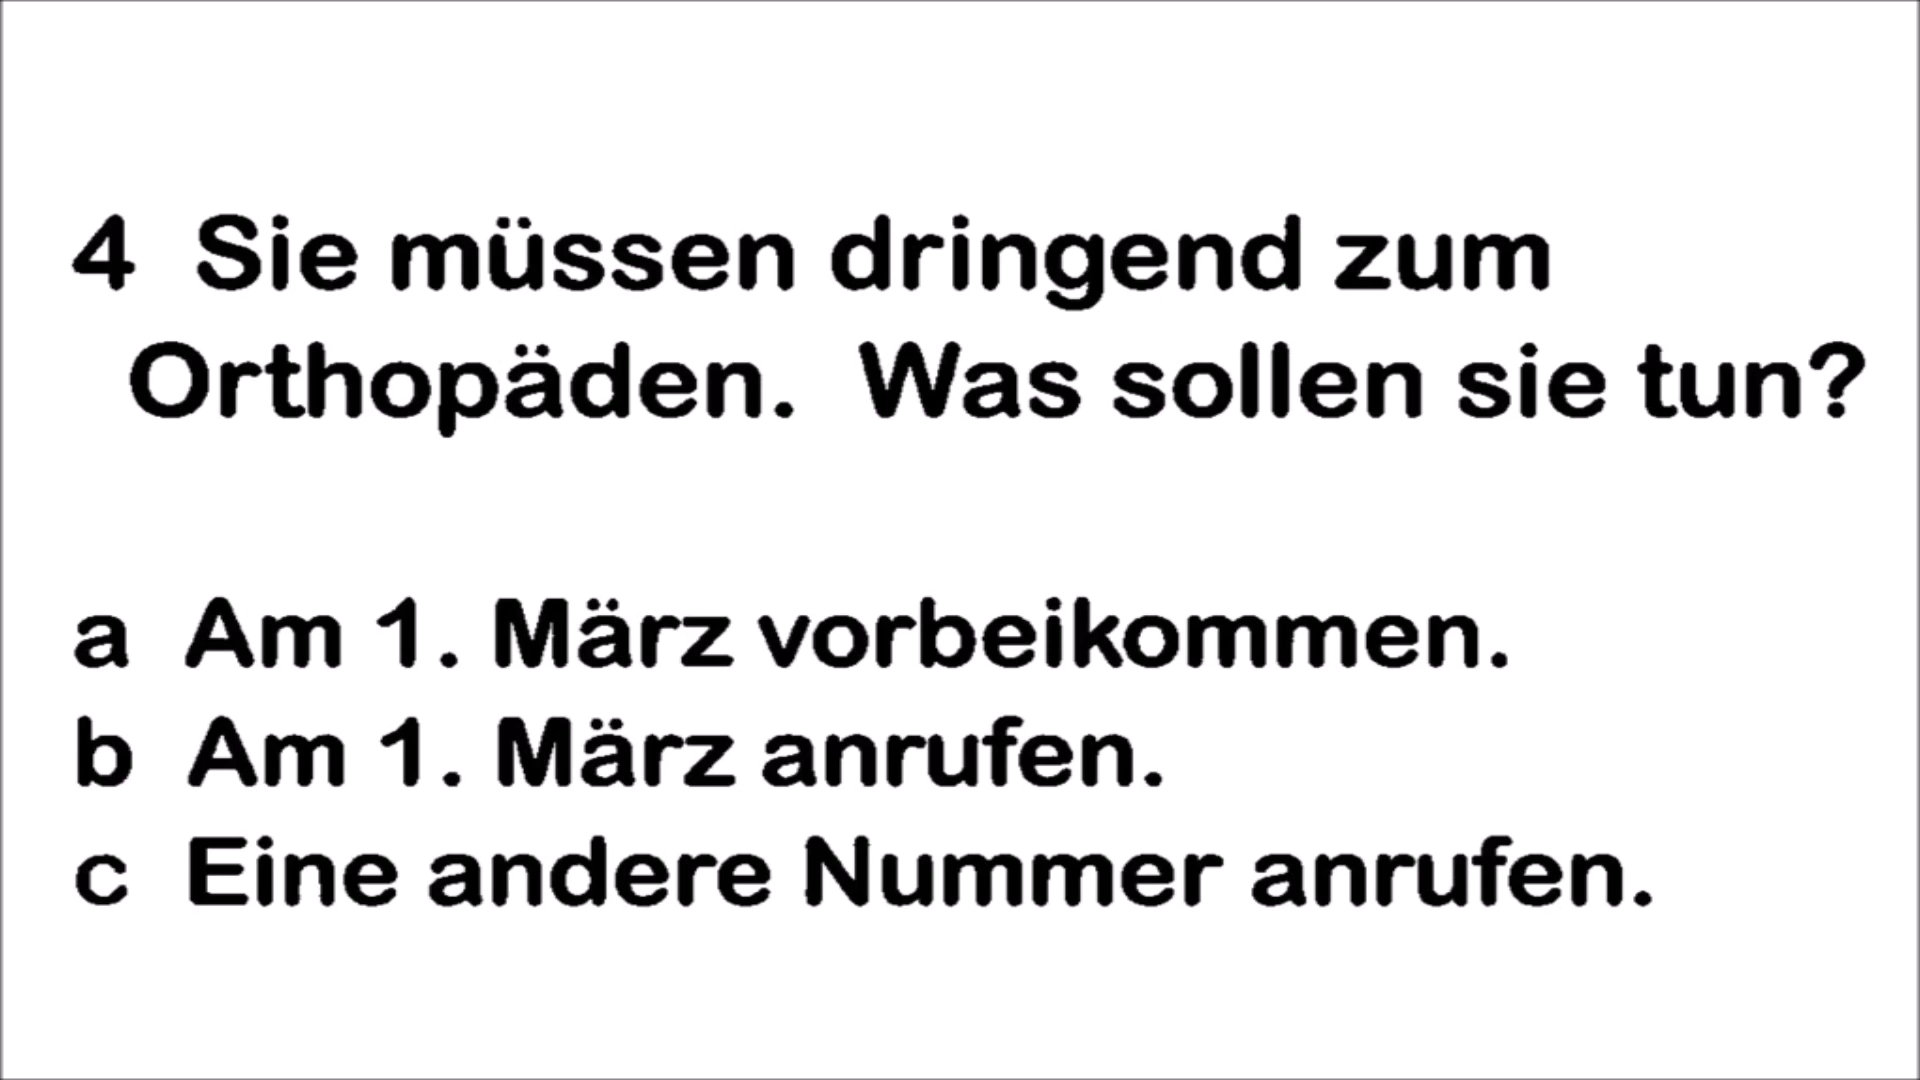 4 Sie müssen dringend zum
Orthopäden. Was sollen sie tun?
a Am 1. März vorbeikommen.
b Am 1. März anrufen.
c Eine andere Nummer anrufen.